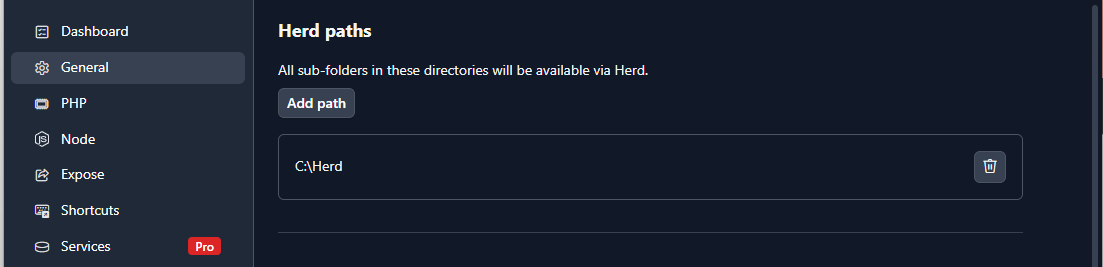 Dashboard
General
PHP
Node
Expose
Shortcuts
Services Pro
Herd paths
All sub-folders in these directories will be available via Herd.
Add path
C:\Herd